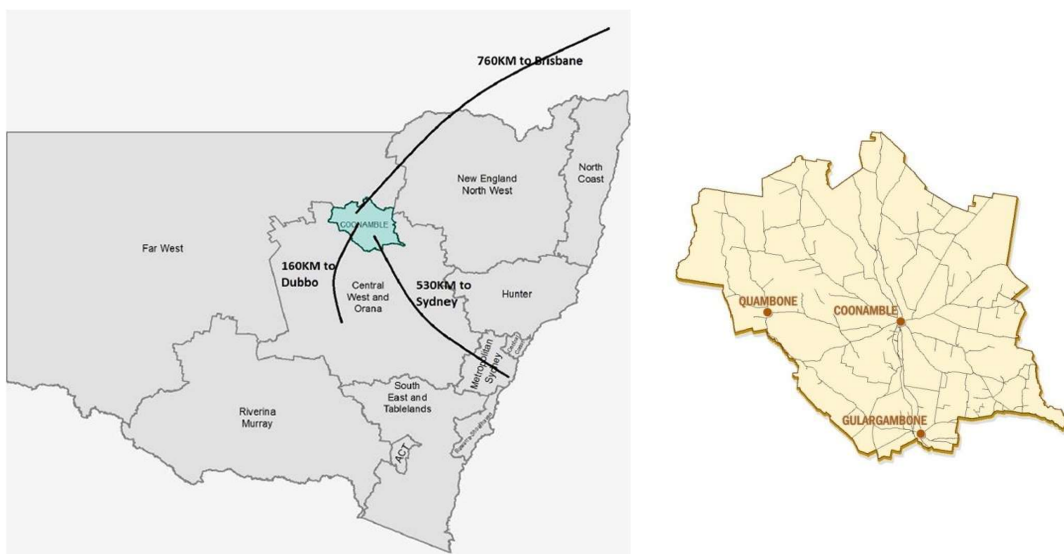 760KM to Brisbane
North
Coast
New England
North West
COONAMBLE
Far West
160KM to
Dubbo
530KM to
Sydney
Central
West and
Orana
Hunter
Metropolitan
Sydney
South
East and
Tablelands
Riverina
Murray
ACT
QUAMBONE
COONAMBLE
GULARGAMBONE